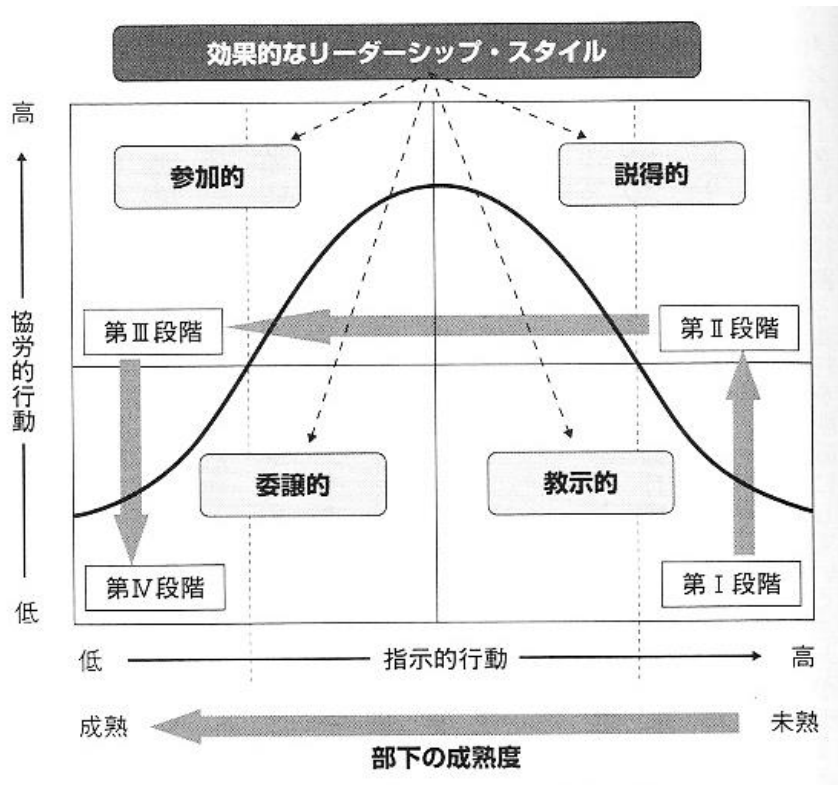 効果的なリーダーシップ・スタイル
高
参加的
説得的
協労的行動
第Ⅲ段階
第Ⅱ段階
委譲的
教示的
第Ⅳ段階
第Ⅰ段階
低
低
指示的行動
高
成熟
未熟
部下の成熟度